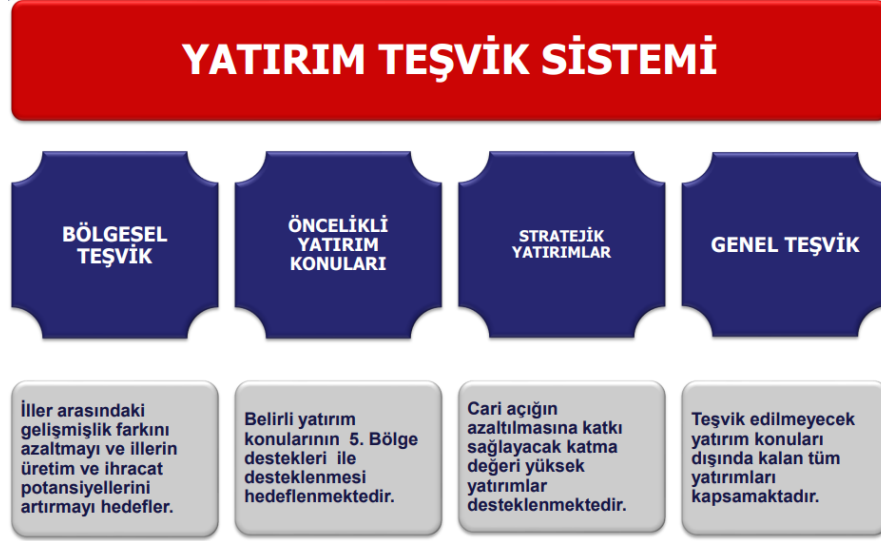 YATIRIM TEŞVİK SİSTEMİ
BÖLGESEL
TEŞVİK
ÖNCELİKLİ
YATIRIM
KONULARI
STRATEJİK
YATIRIMLAR
GENEL TEŞVİK
İller arasındaki
gelişmişlik farkını
azaltmayı ve illerin
üretim ve ihracat
potansiyellerini
artırmayı hedefler.
Belirli yatırım
konularının 5. Bölge
destekleri ile
desteklenmesi
hedeflenmektedir.
Cari açığın
azaltılmasına katkı
sağlayacak katma
değeri yüksek
yatırımlar
desteklenmektedir.
Teşvik edilmeyecek
yatırım konuları
dışında kalan tüm
yatırımları
kapsamaktadır.